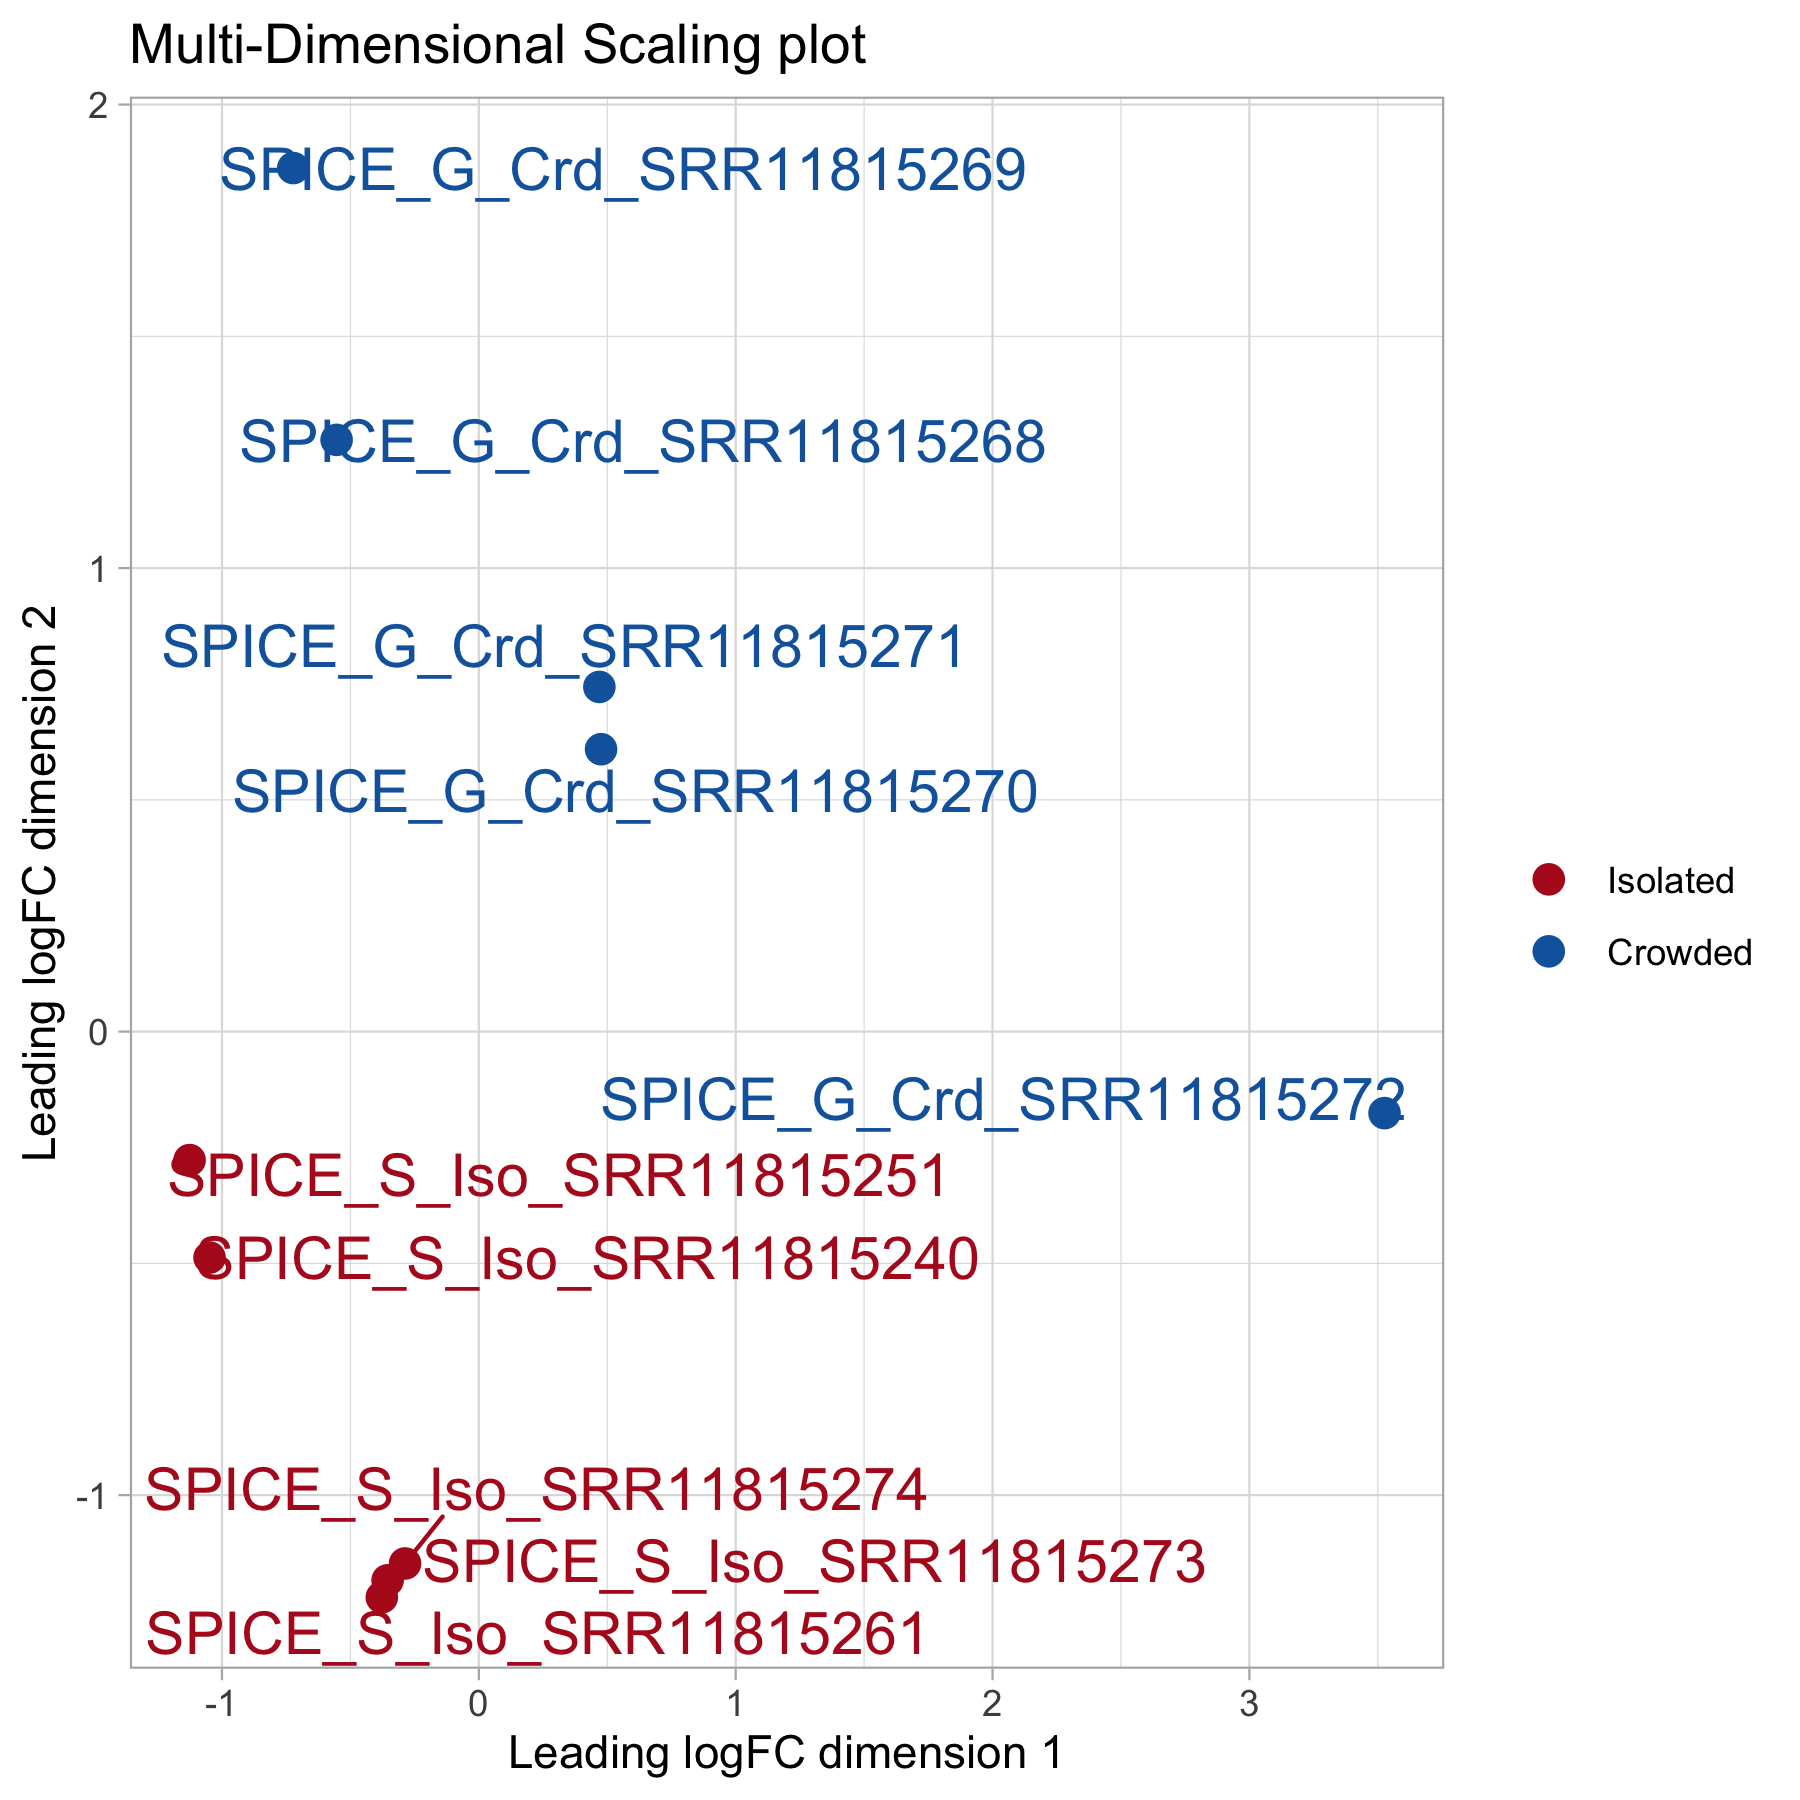 Multi-Dimensional Scaling plot
2
SPICE_G_Crd_SRR11815269
SPICE_G_Crd_SRR11815268
1
SPICE_G_Crd_SRR11815271
SPICE_G_Crd_SRR11815270
Leading logFC dimension 2
Isolated
Crowded
0
SPICE_G_Crd_SRR11815272
SPICE_S_Iso_SRR11815251
SPICE_S_Iso_SRR11815240
-1
SPICE_S_Iso_SRR11815274
SPICE_S_Iso_SRR11815273
SPICE_S_Iso_SRR11815261
-1 0 1 2 3
Leading logFC dimension 1